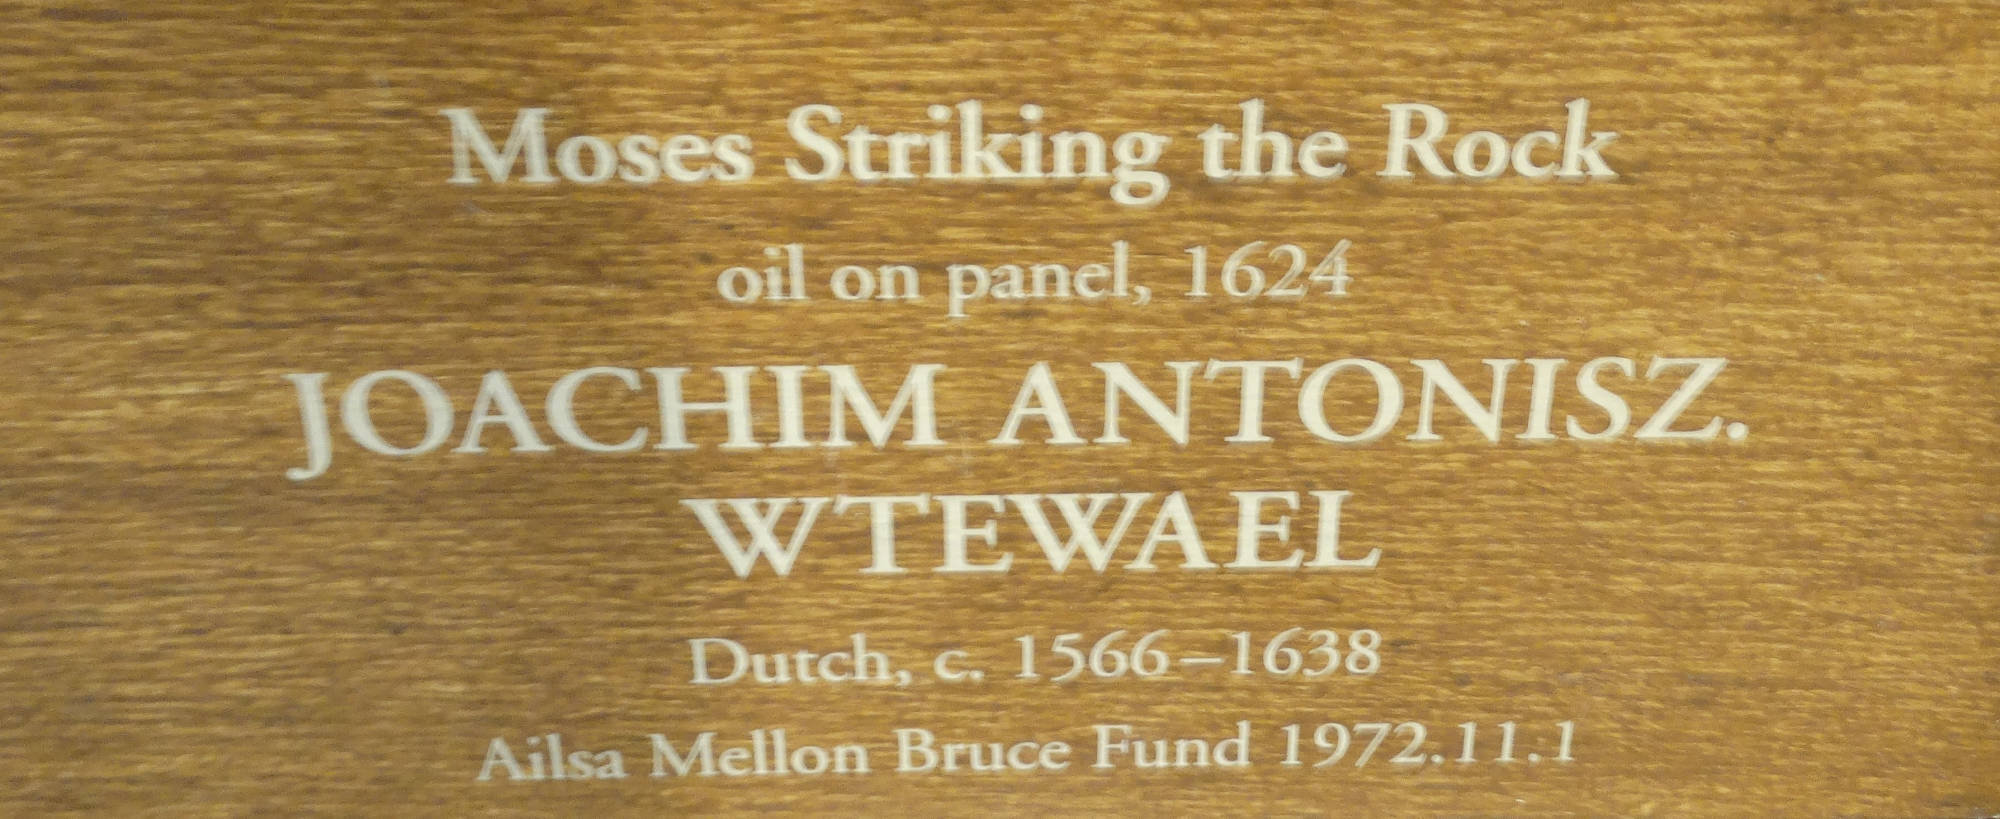 Moses Striking the Rock
oil on panel, 1624
JOACHIM ANTONISZ.
WTEWAEL
Dutch, c. 1566–1638
Ailsa Mellon Bruce Fund 1972.11.1